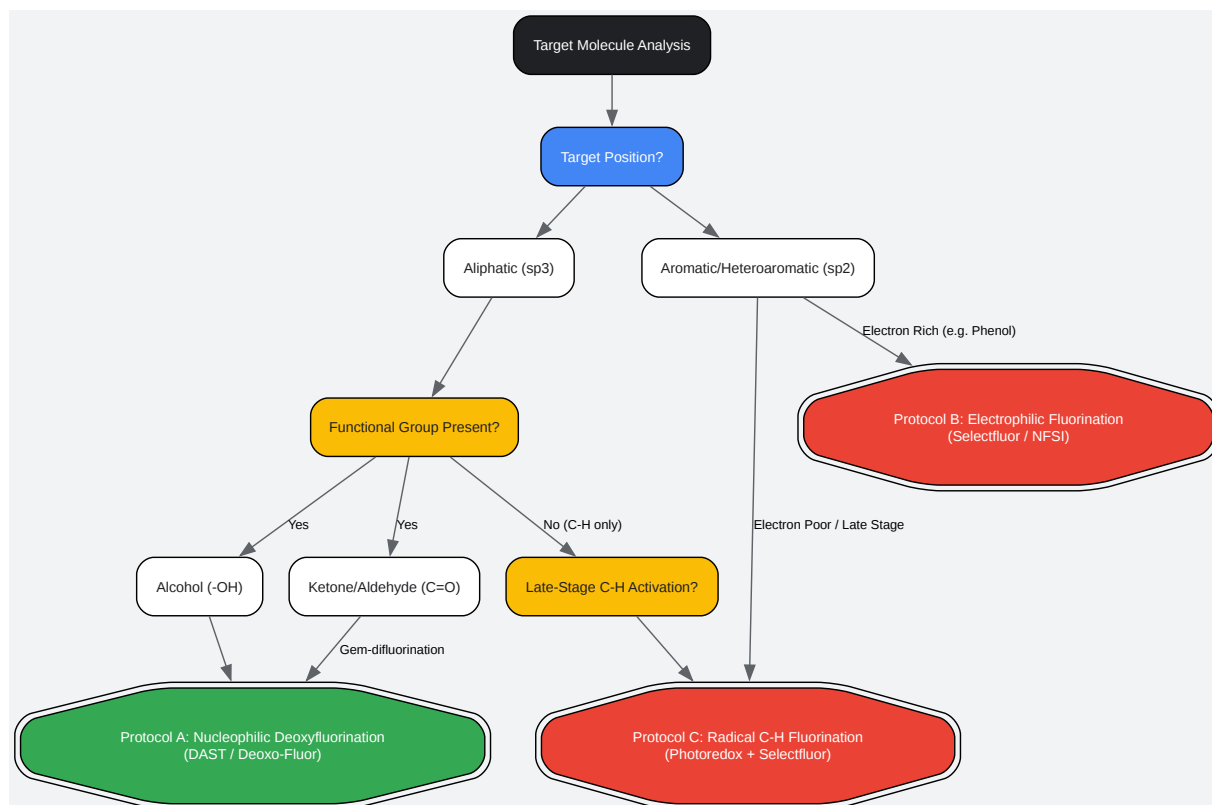 Target Molecule Analysis
Target Position?
Aliphatic (sp3)
Aromatic/Heteroaromatic (sp2)
Electron Rich (e.g. Phenol)
Functional Group Present?
Protocol B: Electrophilic Fluorination
(Selectfluor / NFSI)
Yes
Yes
No (C-H only)
Electron Poor / Late Stage
Alcohol (-OH)
Ketone/Aldehyde (C=O)
Late-Stage C-H Activation?
Gem-difluorination
Protocol A: Nucleophilic Deoxyfluorination
(DAST / Deoxo-Fluor)
Protocol C: Radical C-H Fluorination
(Photoredox + Selectfluor)